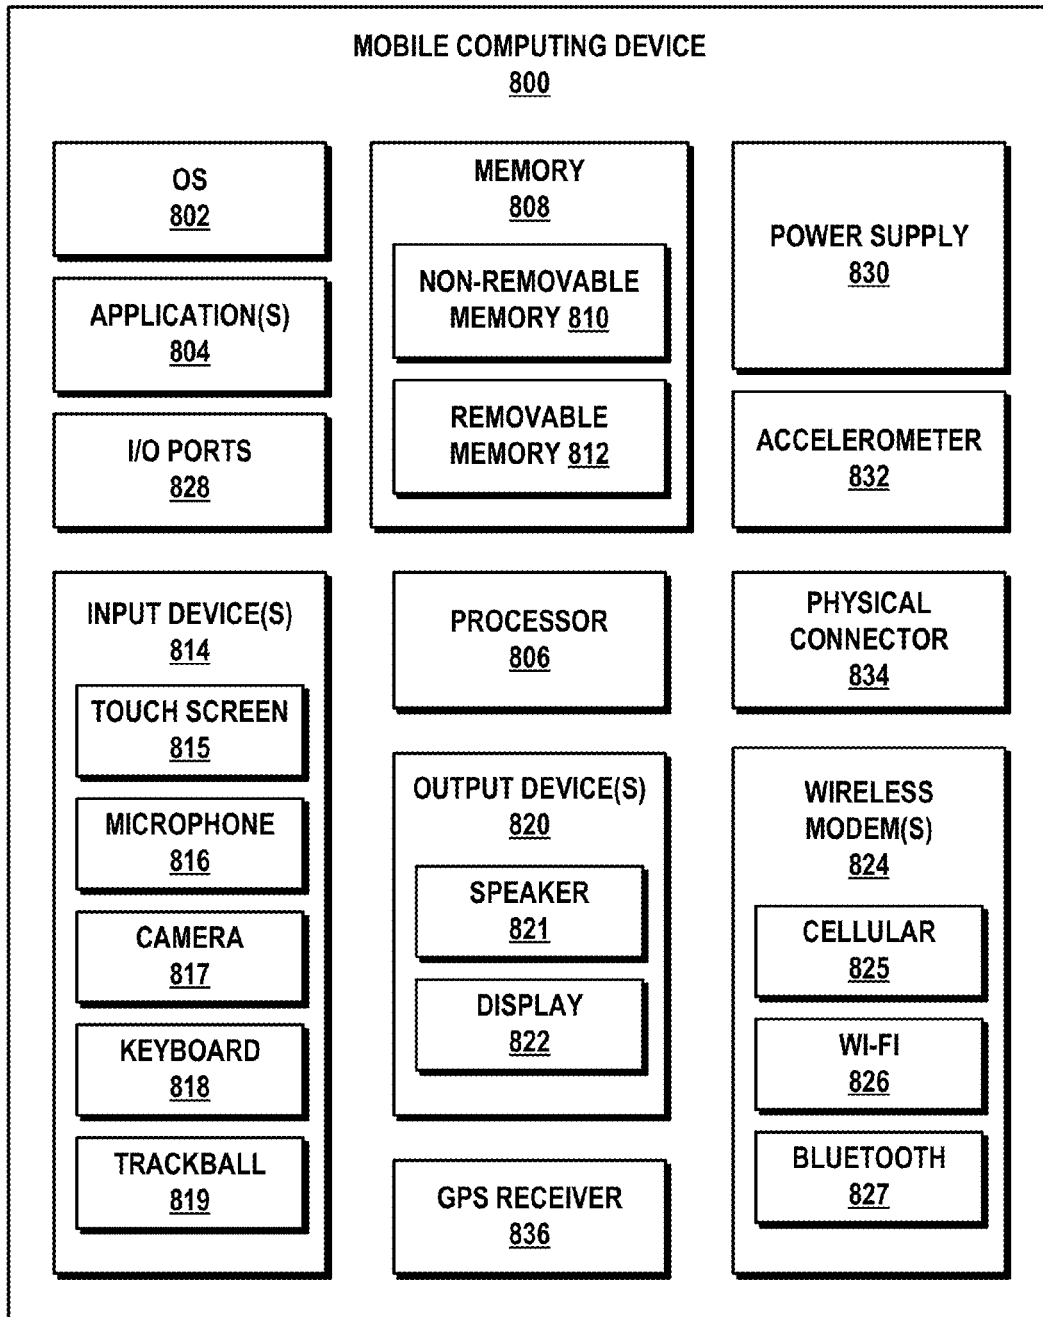 MOBILE COMPUTING DEVICE
800
OS
802
APPLICATION(S)
804
I/O PORTS
828
MEMORY
808
NON-REMOVABLE
MEMORY 810
REMOVABLE
MEMORY 812
POWER SUPPLY
830
ACCELEROMETER
832
INPUT DEVICE(S)
814
TOUCH SCREEN
815
MICROPHONE
816
CAMERA
817
KEYBOARD
818
TRACKBALL
819
PROCESSOR
806
OUTPUT DEVICE(S)
820
SPEAKER
821
DISPLAY
822
GPS RECEIVER
836
PHYSICAL
CONNECTOR
834
WIRELESS
MODEM(S)
824
CELLULAR
825
WI-FI
826
BLUETOOTH
827